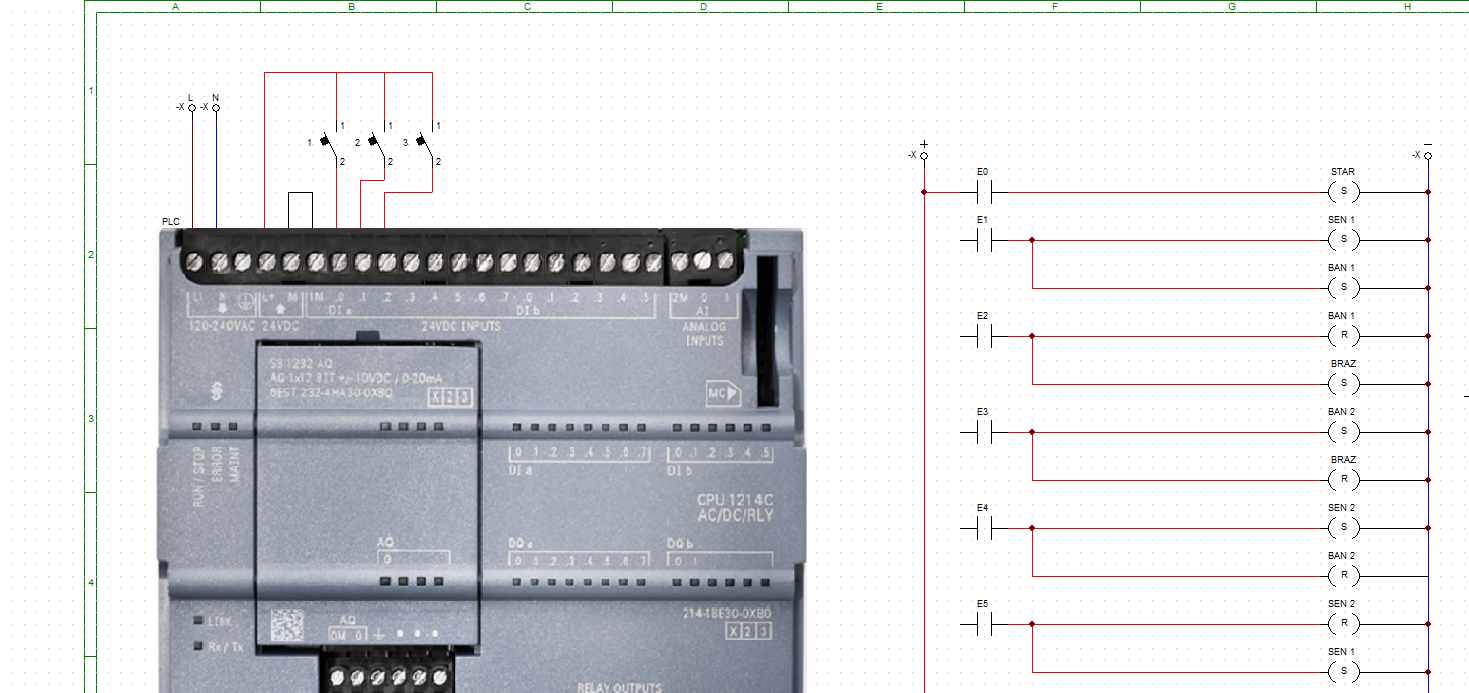 A B C D E F G H
1
2
3
4
L N
-X -X
1 1 2
2 1 2
3 1 2
PLC
L1 N L+ M 1M .0 .1 .2 .3 .4 .5 .6 .7 .0 .1 .2 .3 .4 .5 2M 0 1
DI a DI b AI
120-240VAC 24VDC 24VDC INPUTS ANALOG
INPUTS
SB 1232 AQ
AQ 1x12 BIT +/- 10VDC / 0-20mA
6ES7 232-4HA30-0XB0
X 2 3
MC
RUN / STOP
ERROR
MAINT
.0 .1 .2 .3 .4 .5 .6 .7 .0 .1 .2 .3 .4 .5
DI a DI b
CPU 1214C
AC/DC/RLY
AQ DQ a DQ b
0 .0 .1 .2 .3 .4 .5 .6 .7 .0 .1
214-1BE30-0XB0
X 2 3
LINK
Rx / Tx
AQ
0M 0
RELAY OUTPUTS
+ −
-X -X
E0 STAR
S
E1 SEN 1
S
BAN 1
S
E2 BAN 1
R
BRAZ
S
E3 BAN 2
S
BRAZ
R
E4 SEN 2
S
BAN 2
R
E5 SEN 2
R
SEN 1
S